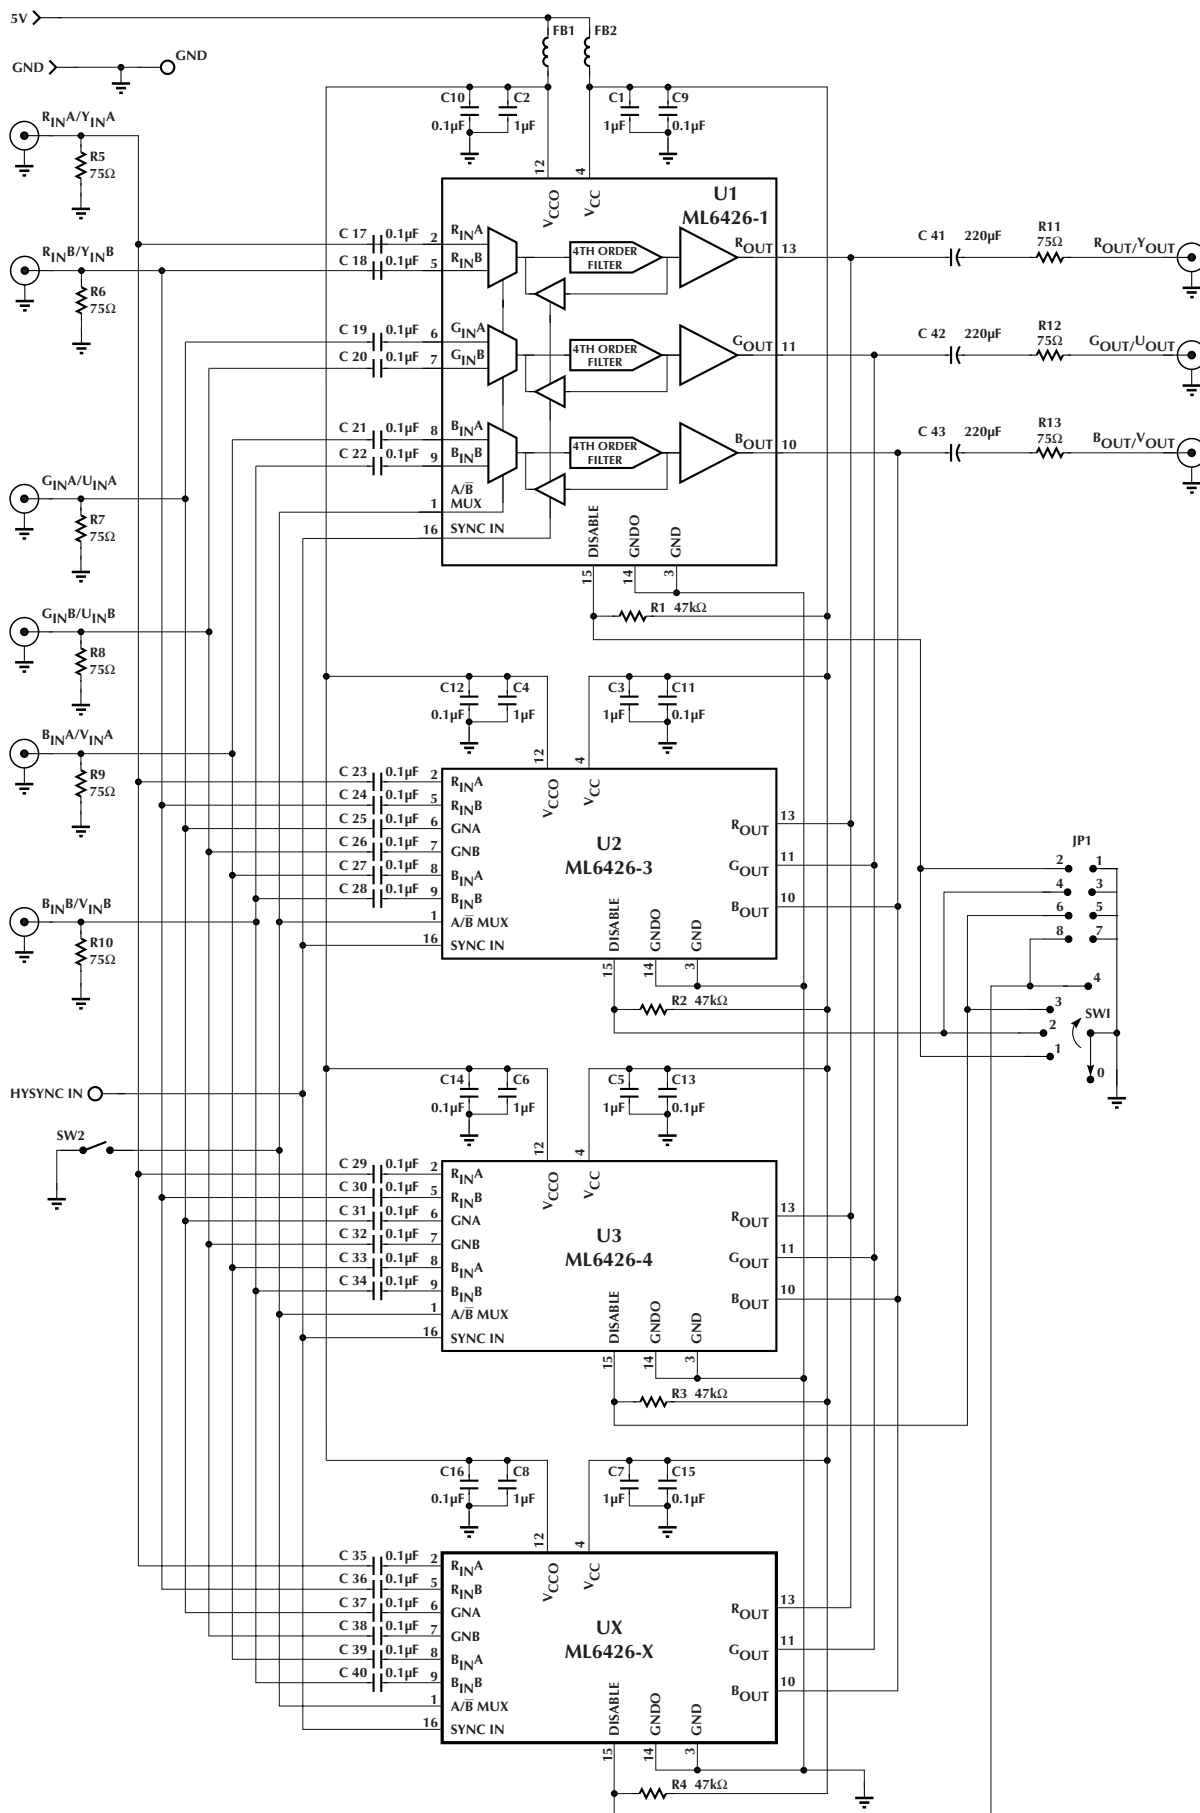 5V
FB1
FB2
GND
GND
C10
C2
C1
C9
0.1µF
1µF
1µF
0.1µF
RINA/YINA
R5
75Ω
12
4
VCCO
VCC
U1
ML6426-1
RINB/YINB
R6
75Ω
C 17
0.1µF
2
RINA
C 18
0.1µF
5
RINB
4TH ORDER
FILTER
ROUT
13
C 41
220µF
R11
75Ω
ROUT/YOUT
C 19
0.1µF
6
GINA
C 20
0.1µF
7
GINB
4TH ORDER
FILTER
GOUT
11
C 42
220µF
R12
75Ω
GOUT/UOUT
C 21
0.1µF
8
BINA
C 22
0.1µF
9
BINB
4TH ORDER
FILTER
BOUT
10
C 43
220µF
R13
75Ω
BOUT/VOUT
GINA/UINA
R7
75Ω
A/B̅
MUX
1
16
SYNC IN
DISABLE
GNDO
GND
15
14
3
R1 47kΩ
GINB/UINB
R8
75Ω
C12
C4
C3
C11
0.1µF
1µF
1µF
0.1µF
BINA/VINA
R9
75Ω
12
4
VCCO
VCC
U2
ML6426-3
C 23
0.1µF
2
RINA
C 24
0.1µF
5
RINB
C 25
0.1µF
6
GNA
C 26
0.1µF
7
GNB
C 27
0.1µF
8
BINA
C 28
0.1µF
9
BINB
1
A/B̅ MUX
16
SYNC IN
ROUT
13
GOUT
11
BOUT
10
DISABLE
GNDO
GND
15
14
3
R2 47kΩ
BINB/VINB
R10
75Ω
JP1
2
1
4
3
6
5
8
7
4
3
2
SWI
1
0
HYSYNC IN
SW2
C14
C6
C5
C13
0.1µF
1µF
1µF
0.1µF
12
4
VCCO
VCC
U3
ML6426-4
C 29
0.1µF
2
RINA
C 30
0.1µF
5
RINB
C 31
0.1µF
6
GNA
C 32
0.1µF
7
GNB
C 33
0.1µF
8
BINA
C 34
0.1µF
9
BINB
1
A/B̅ MUX
16
SYNC IN
ROUT
13
GOUT
11
BOUT
10
DISABLE
GNDO
GND
15
14
3
R3 47kΩ
C16
C8
C7
C15
0.1µF
1µF
1µF
0.1µF
12
4
VCCO
VCC
UX
ML6426-X
C 35
0.1µF
2
RINA
C 36
0.1µF
5
RINB
C 37
0.1µF
6
GNA
C 38
0.1µF
7
GNB
C 39
0.1µF
8
BINA
C 40
0.1µF
9
BINB
1
A/B̅ MUX
16
SYNC IN
ROUT
13
GOUT
11
BOUT
10
DISABLE
GNDO
GND
15
14
3
R4 47kΩ